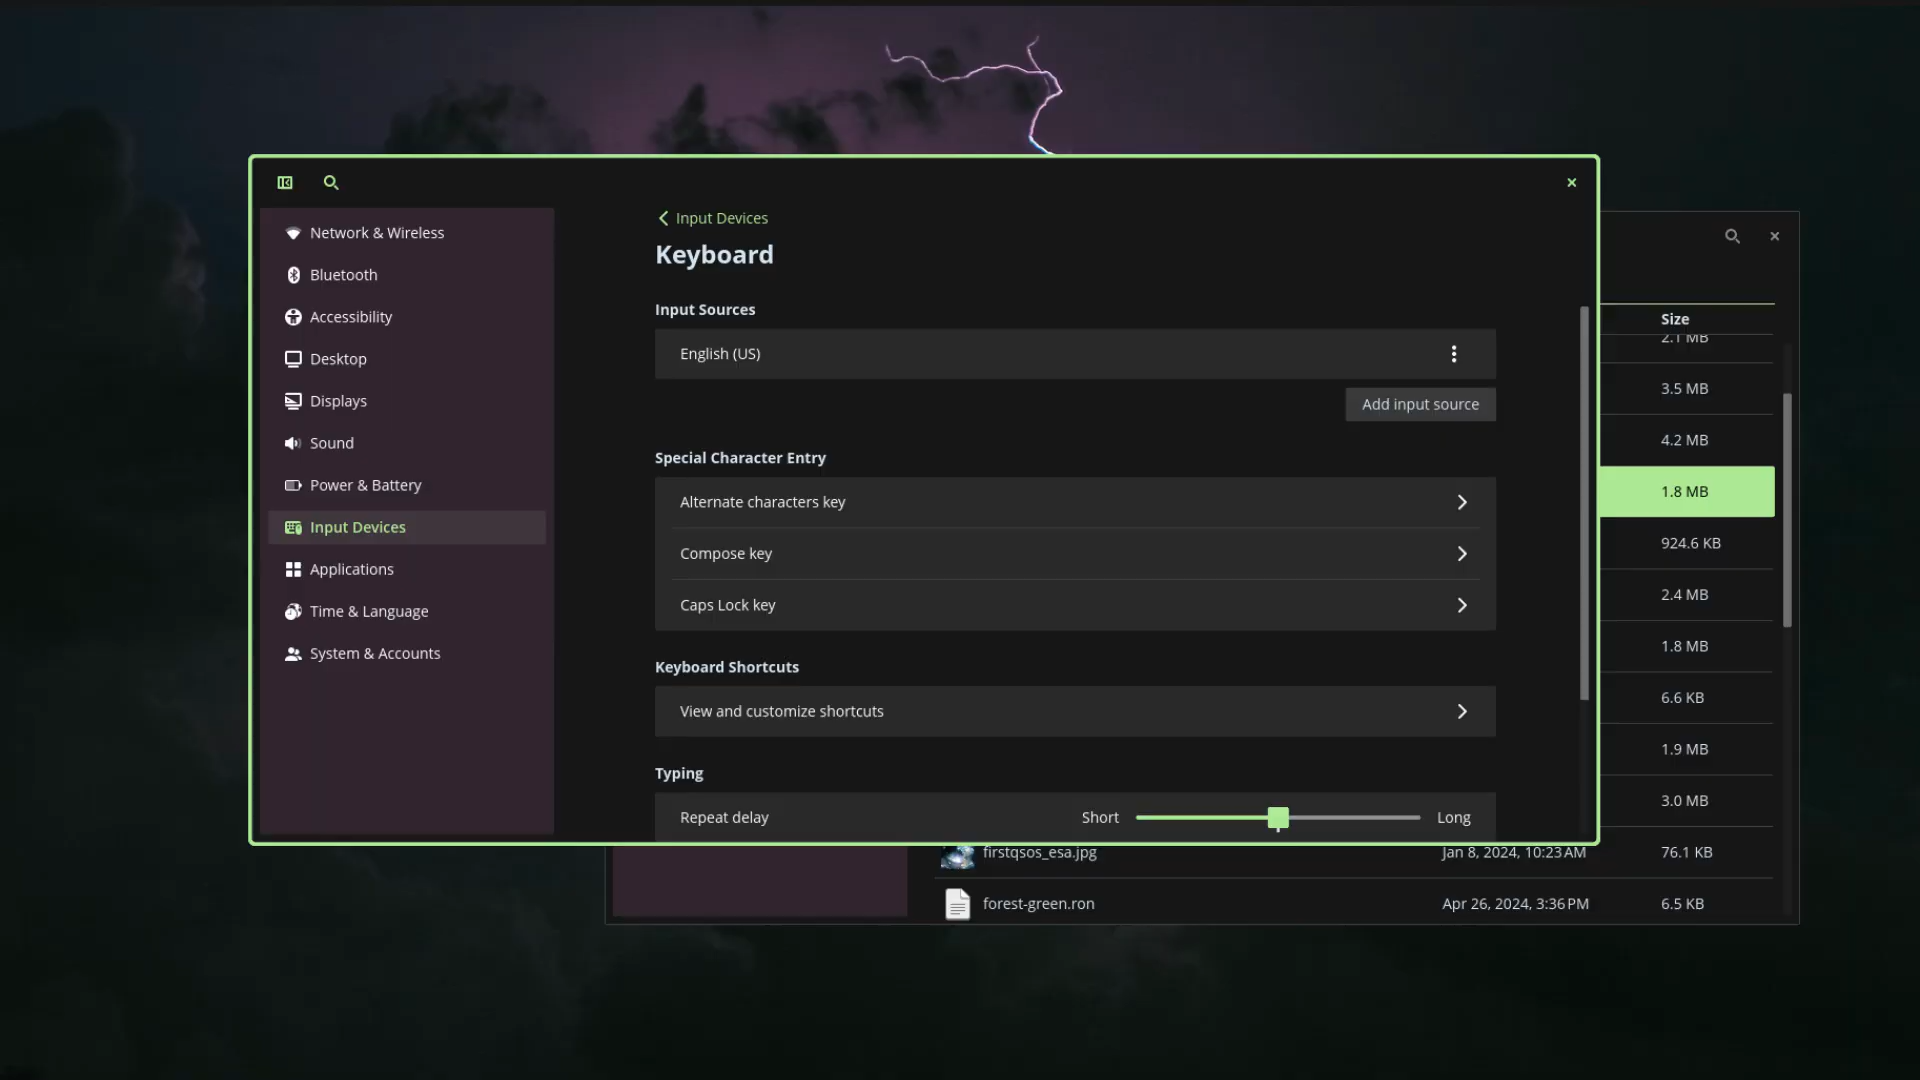 Network & Wireless
Bluetooth
Accessibility
Desktop
Displays
Sound
Power & Battery
Input Devices
Applications
Time & Language
System & Accounts
Input Devices
Keyboard
Input Sources
English (US)
Add input source
Special Character Entry
Alternate characters key
Compose key
Caps Lock key
Keyboard Shortcuts
View and customize shortcuts
Typing
Repeat delay Short Long
Size
2.1 MB
3.5 MB
4.2 MB
1.8 MB
924.6 KB
2.4 MB
1.8 MB
6.6 KB
1.9 MB
3.0 MB
firstqsos_esa.jpg Jan 8, 2024, 10:23 AM 76.1 KB
forest-green.ron Apr 26, 2024, 3:36 PM 6.5 KB